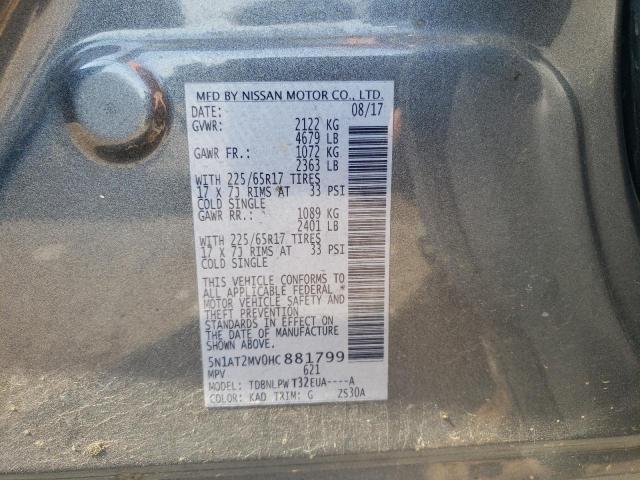 MFD BY NISSAN MOTOR CO., LTD.
DATE: 08/17
GVWR: 2122 KG
4679 LB
GAWR FR.: 1072 KG
2363 LB
WITH 225/65R17 TIRES
17 X 7J RIMS AT 33 PSI
COLD SINGLE
GAWR RR.: 1089 KG
2401 LB
WITH 225/65R17 TIRES
17 X 7J RIMS AT 33 PSI
COLD SINGLE
THIS VEHICLE CONFORMS TO
ALL APPLICABLE FEDERAL *
MOTOR VEHICLE SAFETY AND
THEFT PREVENTION
STANDARDS IN EFFECT ON
THE DATE OF MANUFACTURE
SHOWN ABOVE.
5N1AT2MV0HC881799
MPV 621
MODEL: TDBNLPWT32EUA----A
COLOR: KAD TRIM: G ZS30A